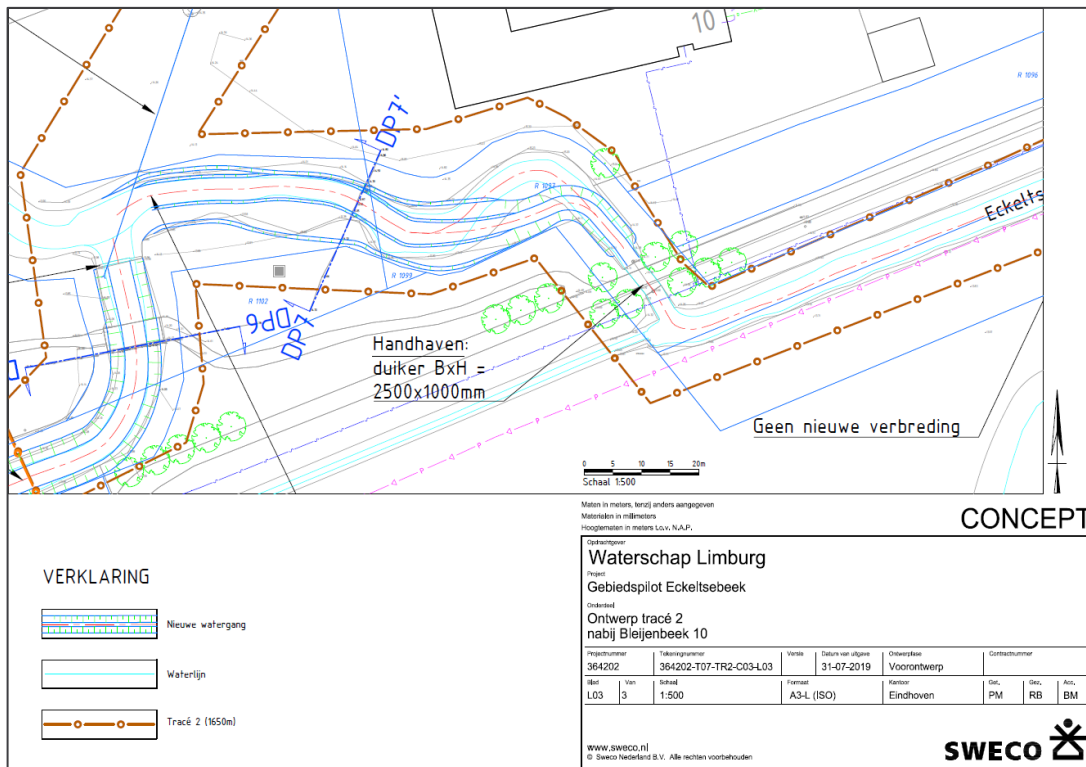 10
R 1096
DP7'
R 1093
Eckelts
R 1099
R 1102
DP6
DP7
Handhaven:
duiker BxH =
2500x1000mm
Geen nieuwe verbreding
P P P P P P P P
0 5 10 15 20m
Schaal 1:500
Maten in meters, tenzij anders aangegeven
Materialen in millimeters
Hoogtematen in meters t.o.v. N.A.P.
CONCEPT
Opdrachtgever
Waterschap Limburg
Project
Gebiedspilot Eckeltsebeek
Onderdeel
Ontwerp tracé 2
nabij Bleijenbeek 10
Projectnummer Tekeningnummer Versie Datum van uitgave Ontwerpfase Contractnummer
364202 364202-T07-TR2-C03-L03 31-07-2019 Voorontwerp
Blad Van Schaal Formaat Kantoor Get. Gez. Acc.
L03 3 1:500 A3-L (ISO) Eindhoven PM RB BM
www.sweco.nl
© Sweco Nederland B.V. Alle rechten voorbehouden
SWECO
VERKLARING
Nieuwe watergang
Waterlijn
Tracé 2 (1650m)